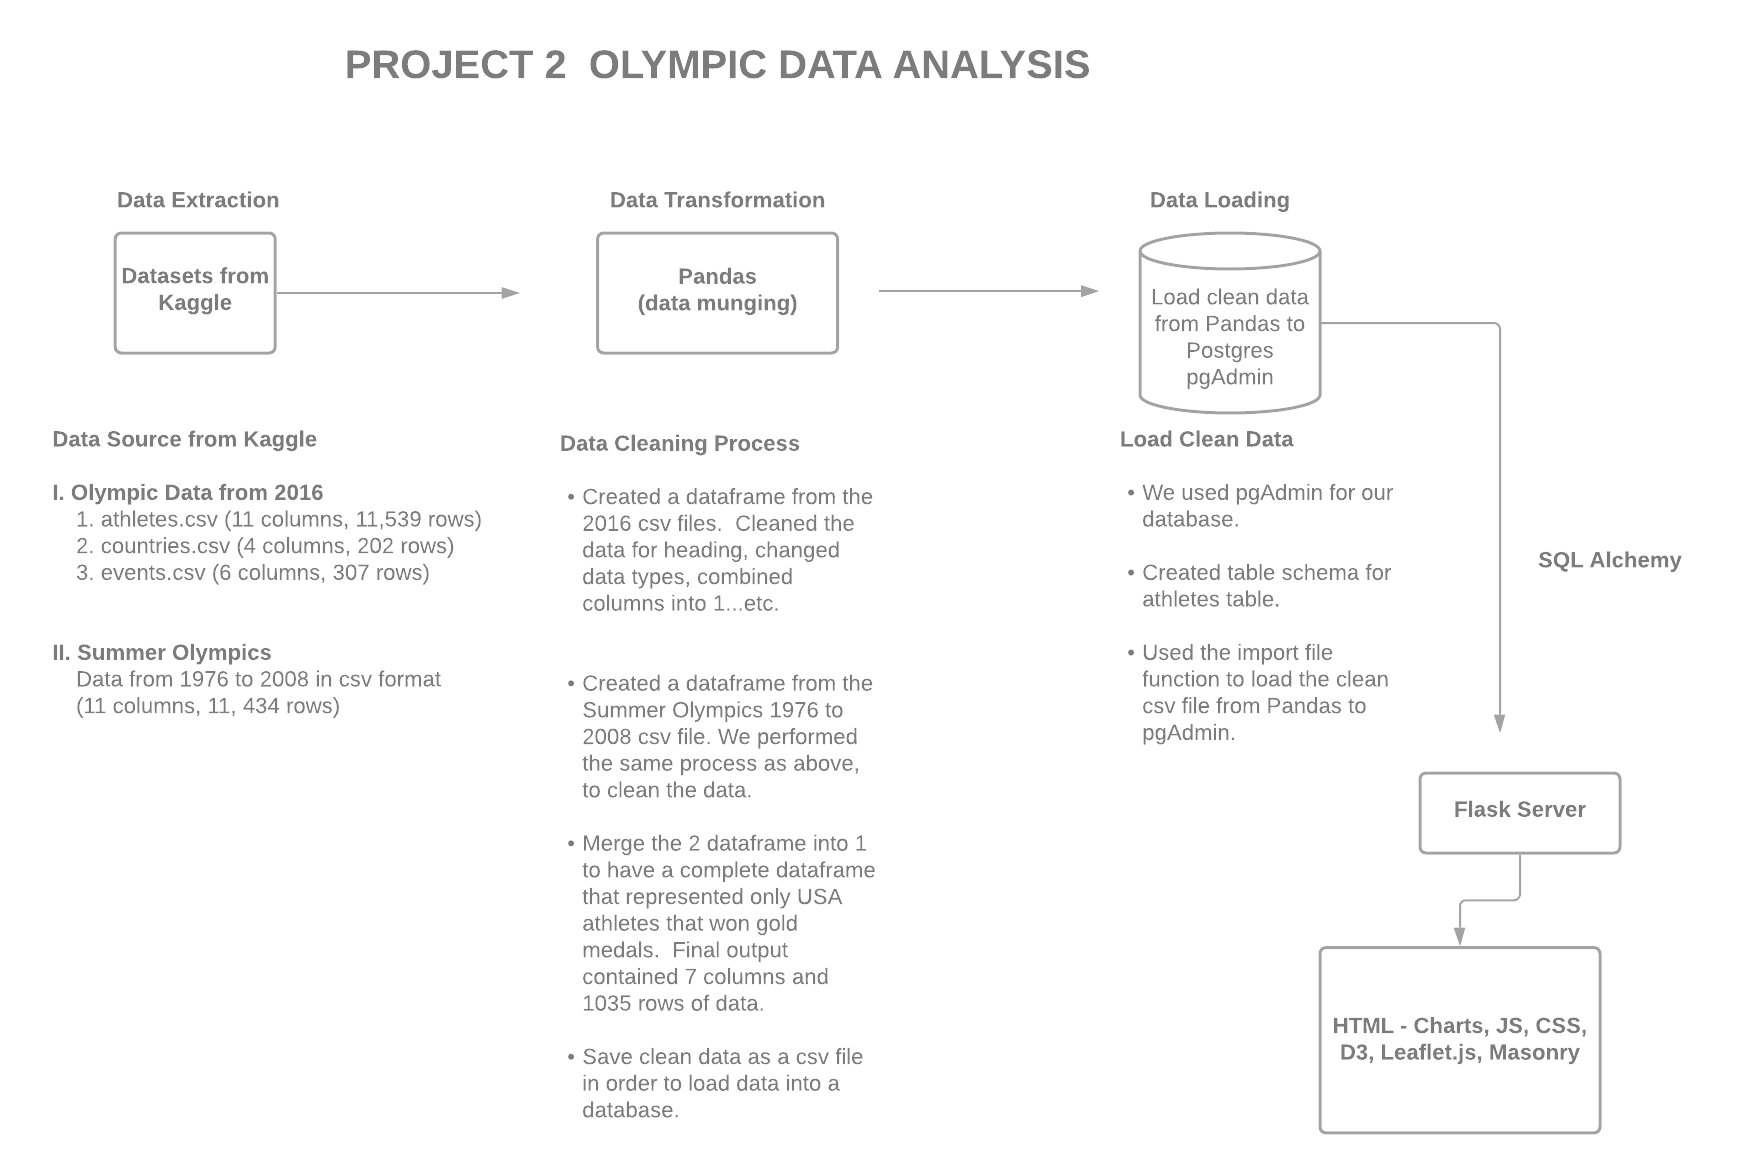 PROJECT 2  OLYMPIC DATA ANALYSIS
Data Extraction
Datasets from
Kaggle
Data Transformation
Pandas
(data munging)
Data Loading
Load clean data
from Pandas to
Postgres
pgAdmin
Data Source from Kaggle
I. Olympic Data from 2016
1. athletes.csv (11 columns, 11,539 rows)
2. countries.csv (4 columns, 202 rows)
3. events.csv (6 columns, 307 rows)
II. Summer Olympics
Data from 1976 to 2008 in csv format
(11 columns, 11, 434 rows)
Data Cleaning Process
• Created a dataframe from the
2016 csv files.  Cleaned the
data for heading, changed
data types, combined
columns into 1...etc.
• Created a dataframe from the
Summer Olympics 1976 to
2008 csv file. We performed
the same process as above,
to clean the data.
• Merge the 2 dataframe into 1
to have a complete dataframe
that represented only USA
athletes that won gold
medals.  Final output
contained 7 columns and
1035 rows of data.
• Save clean data as a csv file
in order to load data into a
database.
Load Clean Data
• We used pgAdmin for our
database.
• Created table schema for
athletes table.
• Used the import file
function to load the clean
csv file from Pandas to
pgAdmin.
SQL Alchemy
Flask Server
HTML - Charts, JS, CSS,
D3, Leaflet.js, Masonry